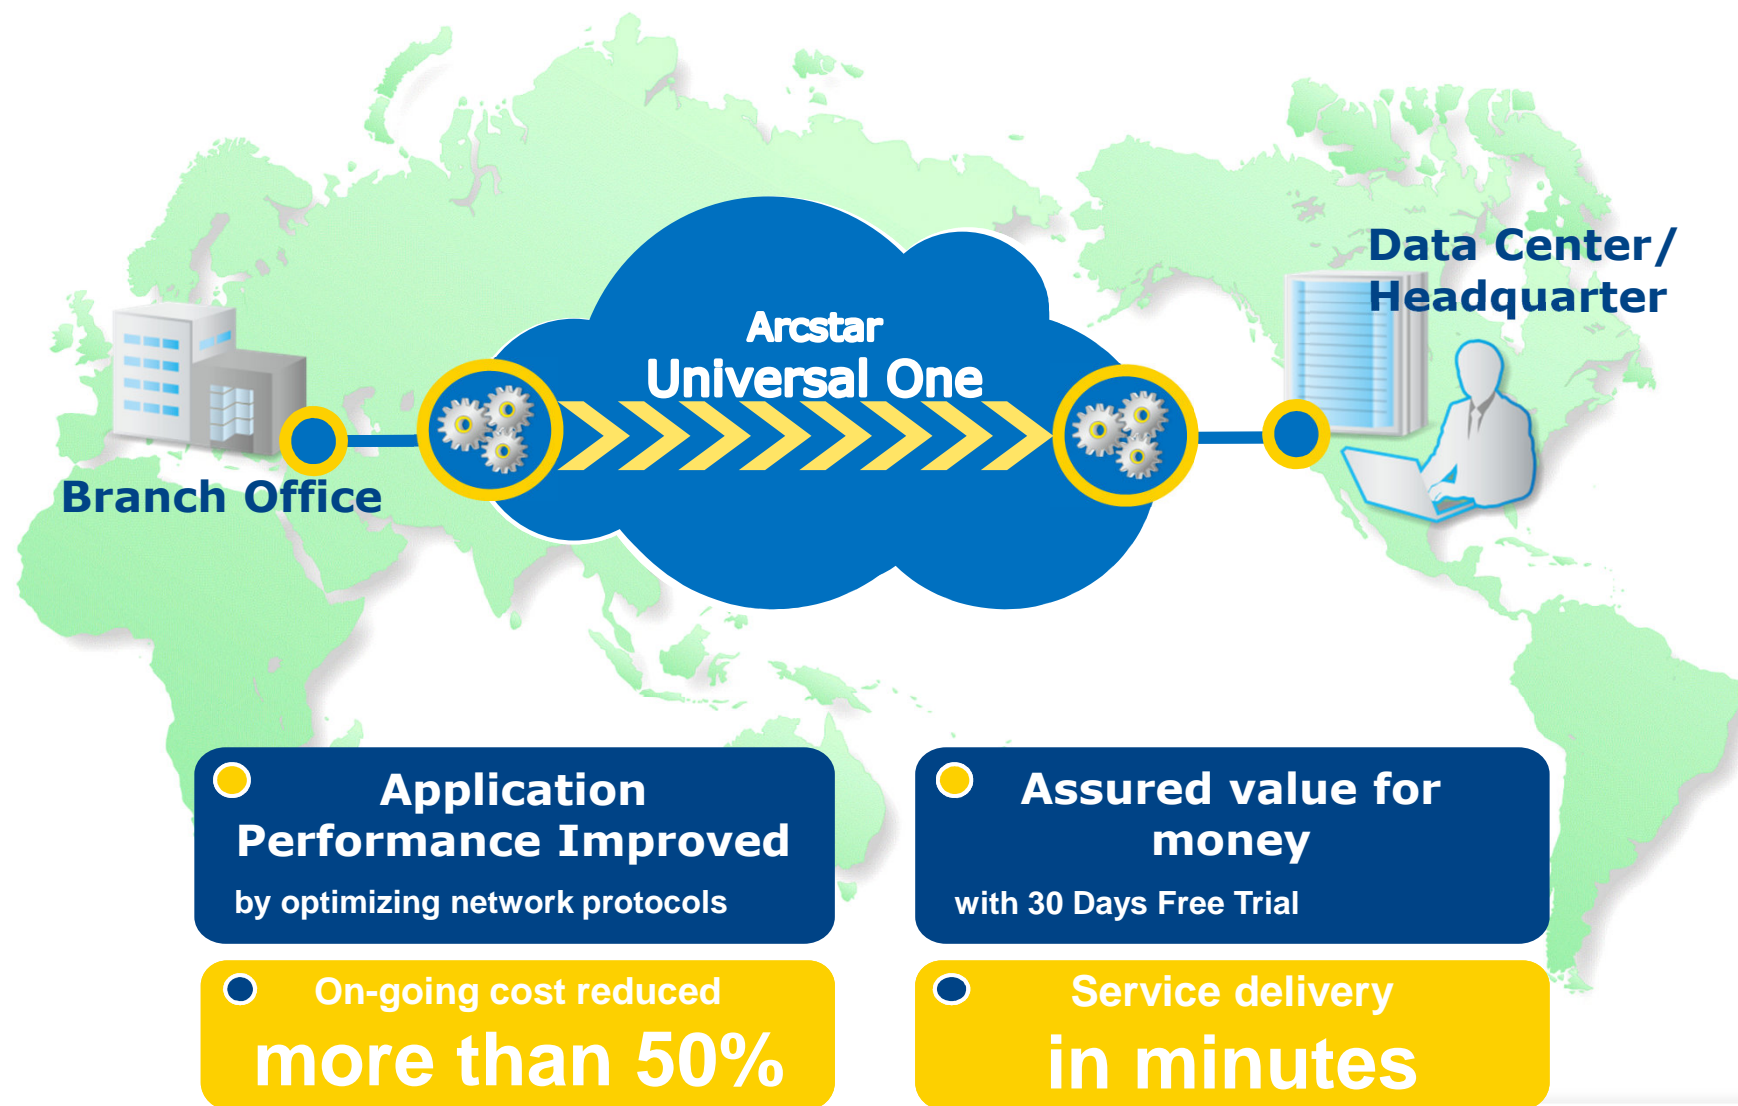 Data Center/
Headquarter
Arcstar
Universal One
Branch Office
Application
Performance Improved
by optimizing network protocols
Assured value for
money
with 30 Days Free Trial
On-going cost reduced
more than 50%
Service delivery
in minutes